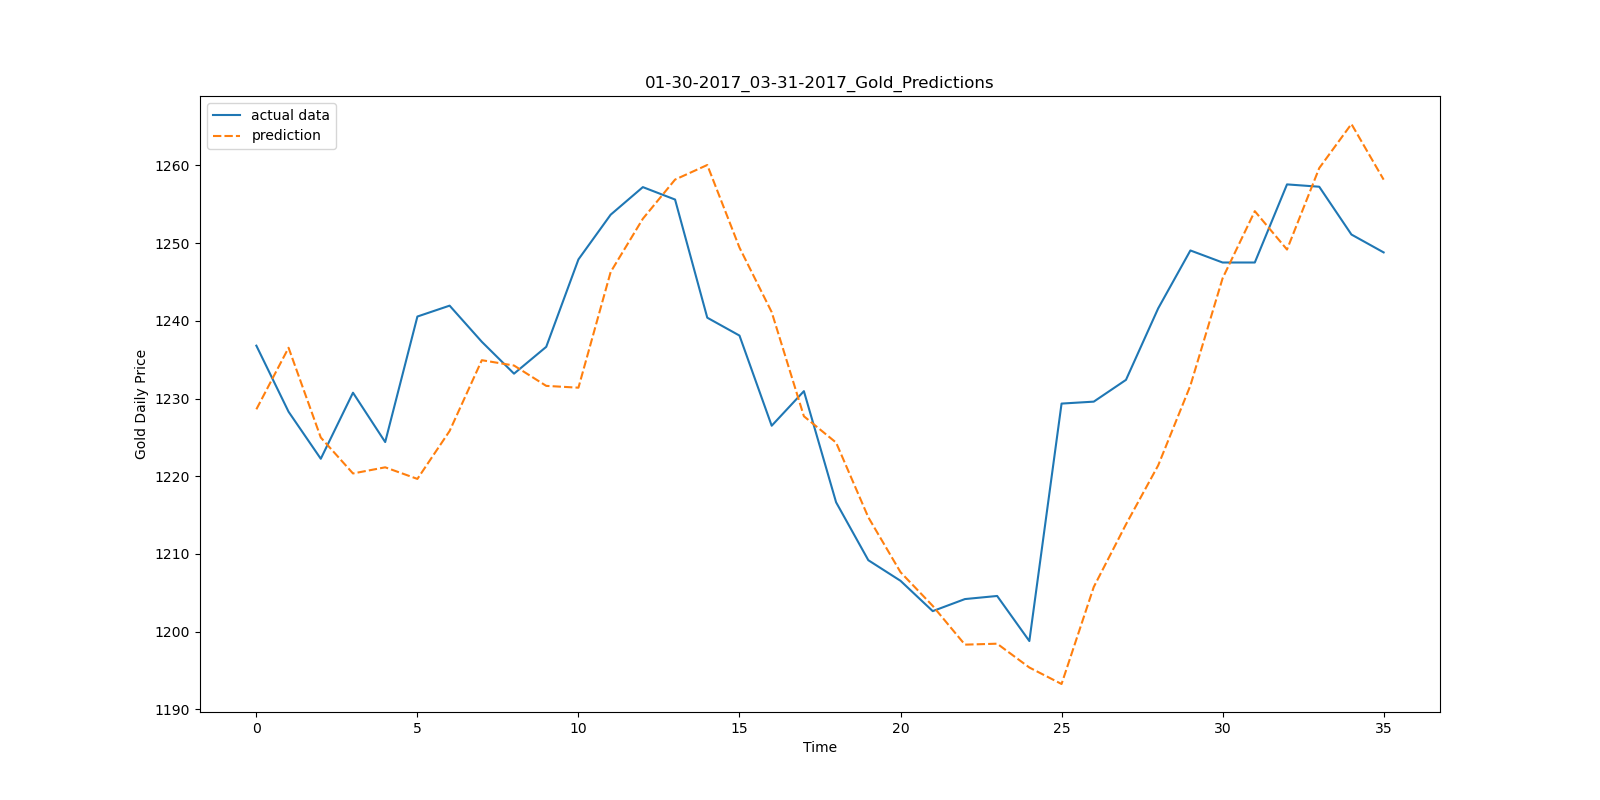 01-30-2017_03-31-2017_Gold_Predictions
actual data
prediction
1260
1250
1240
1230
1220
1210
1200
1190
Gold Daily Price
0 5 10 15 20 25 30 35
Time